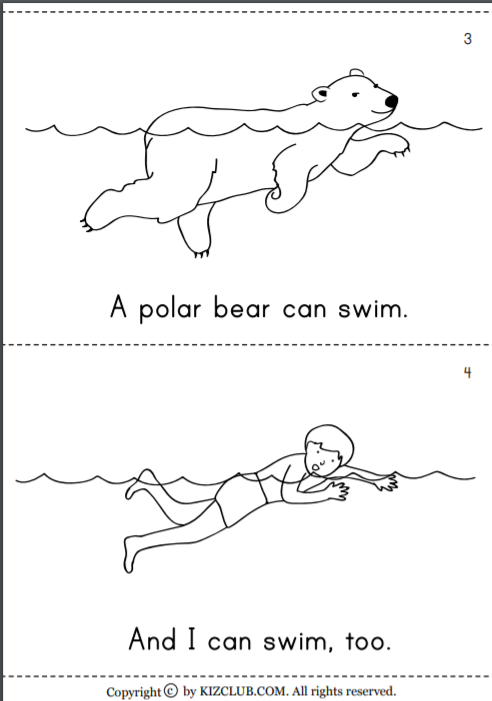 3
A polar bear can swim.
4
And I can swim, too.
Copyright © by KIZCLUB.COM. All rights reserved.